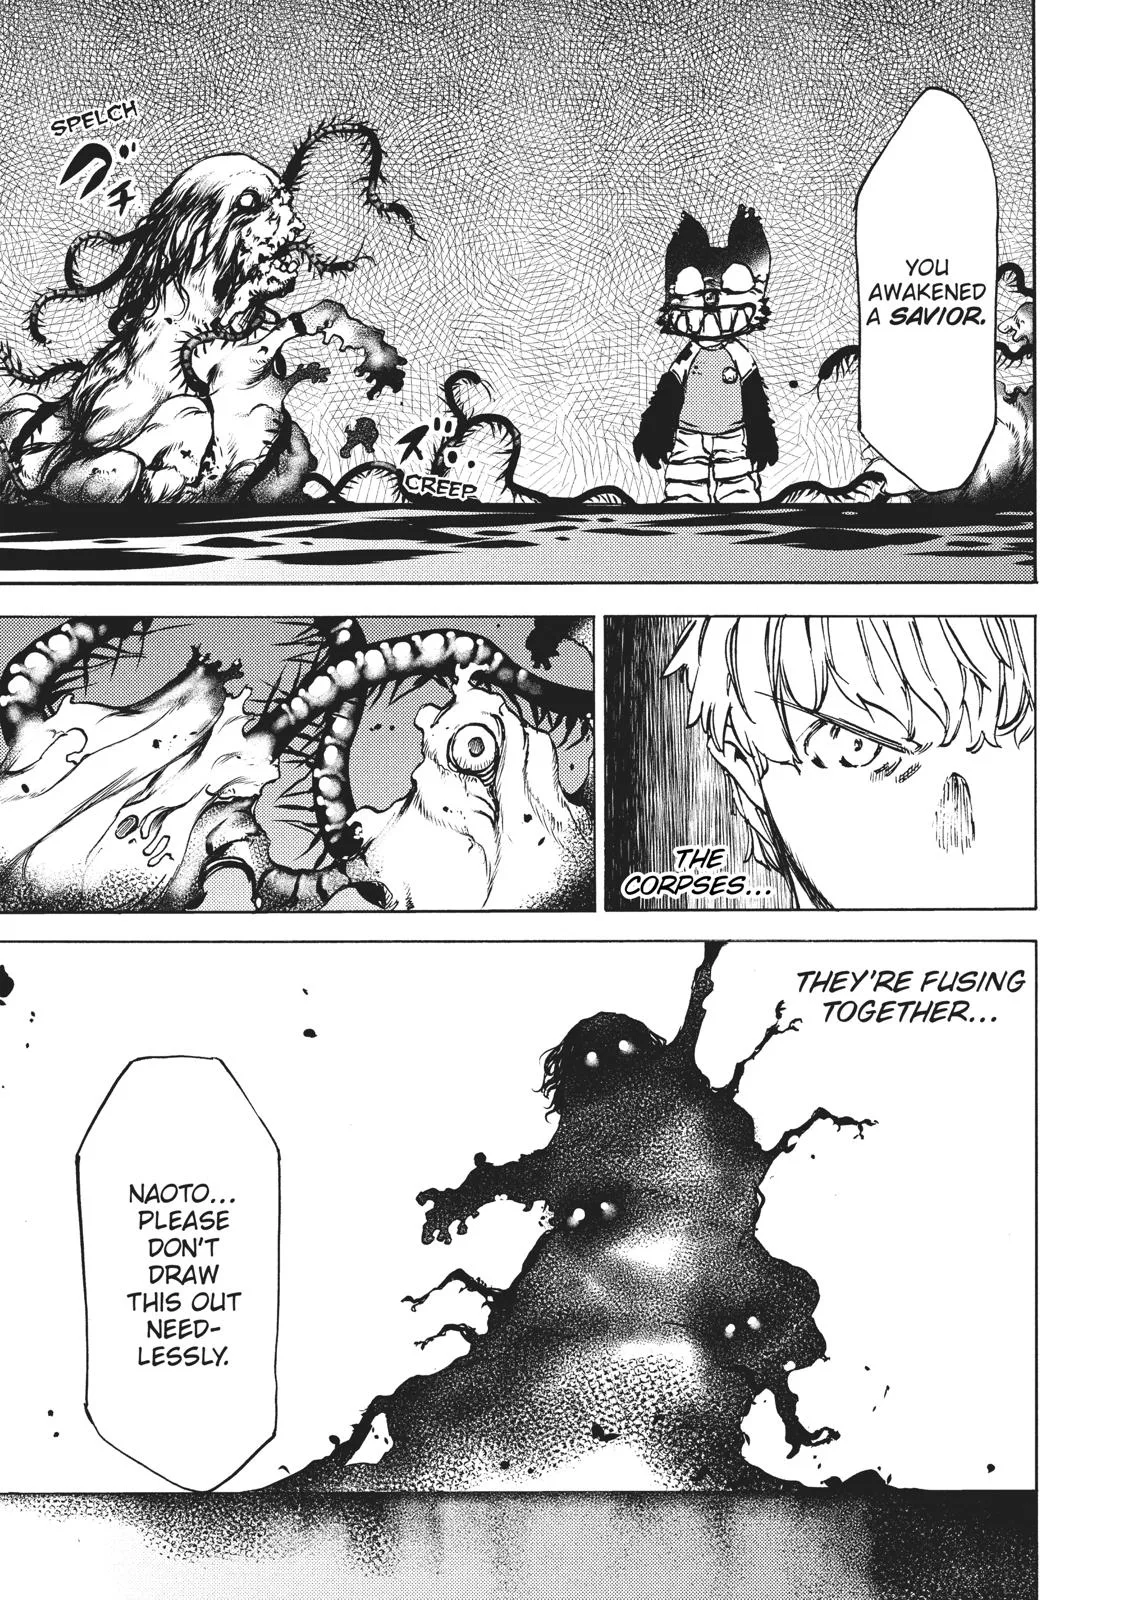 YOU
AWAKENED
A SAVIOR.
SPELCH
グチ
ズ"
CREEP
THE
CORPSES...
THEY'RE FUSING
TOGETHER...
NAOTO...
PLEASE
DON'T
DRAW
THIS OUT
NEED-
LESSLY.